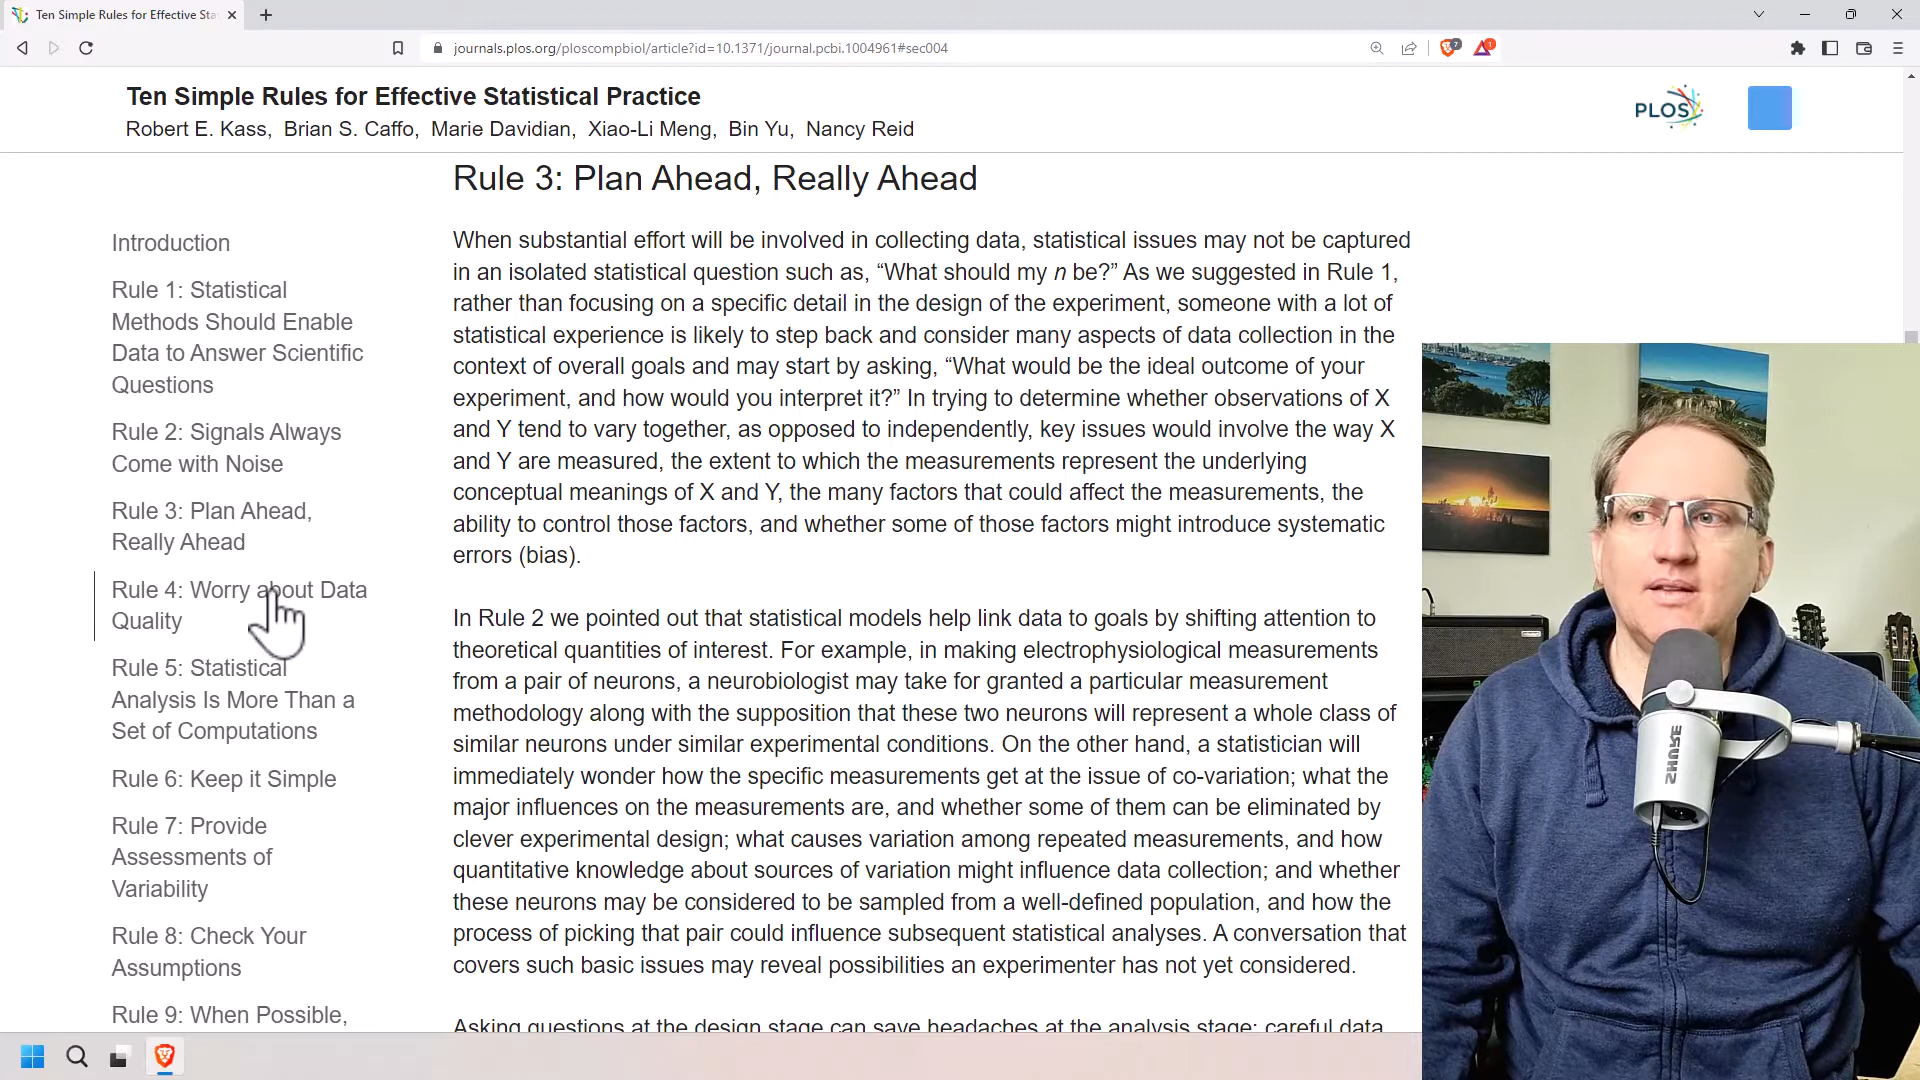 Ten Simple Rules for Effective Sta
journals.plos.org/ploscompbiol/article?id=10.1371/journal.pcbi.1004961#sec004
7
1
Ten Simple Rules for Effective Statistical Practice
Robert E. Kass, Brian S. Caffo, Marie Davidian, Xiao-Li Meng, Bin Yu, Nancy Reid
PLOS
Introduction
Rule 1: Statistical
Methods Should Enable
Data to Answer Scientific
Questions
Rule 2: Signals Always
Come with Noise
Rule 3: Plan Ahead,
Really Ahead
Rule 4: Worry about Data
Quality
Rule 5: Statistical
Analysis Is More Than a
Set of Computations
Rule 6: Keep it Simple
Rule 7: Provide
Assessments of
Variability
Rule 8: Check Your
Assumptions
Rule 9: When Possible,
Rule 3: Plan Ahead, Really Ahead
When substantial effort will be involved in collecting data, statistical issues may not be captured
in an isolated statistical question such as, “What should my n be?” As we suggested in Rule 1,
rather than focusing on a specific detail in the design of the experiment, someone with a lot of
statistical experience is likely to step back and consider many aspects of data collection in the
context of overall goals and may start by asking, “What would be the ideal outcome of your
experiment, and how would you interpret it?” In trying to determine whether observations of X
and Y tend to vary together, as opposed to independently, key issues would involve the way X
and Y are measured, the extent to which the measurements represent the underlying
conceptual meanings of X and Y, the many factors that could affect the measurements, the
ability to control those factors, and whether some of those factors might introduce systematic
errors (bias).
In Rule 2 we pointed out that statistical models help link data to goals by shifting attention to
theoretical quantities of interest. For example, in making electrophysiological measurements
from a pair of neurons, a neurobiologist may take for granted a particular measurement
methodology along with the supposition that these two neurons will represent a whole class of
similar neurons under similar experimental conditions. On the other hand, a statistician will
immediately wonder how the specific measurements get at the issue of co-variation; what the
major influences on the measurements are, and whether some of them can be eliminated by
clever experimental design; what causes variation among repeated measurements, and how
quantitative knowledge about sources of variation might influence data collection; and whether
these neurons may be considered to be sampled from a well-defined population, and how the
process of picking that pair could influence subsequent statistical analyses. A conversation that
covers such basic issues may reveal possibilities an experimenter has not yet considered.
Asking questions at the design stage can save headaches at the analysis stage: careful data
SHURE